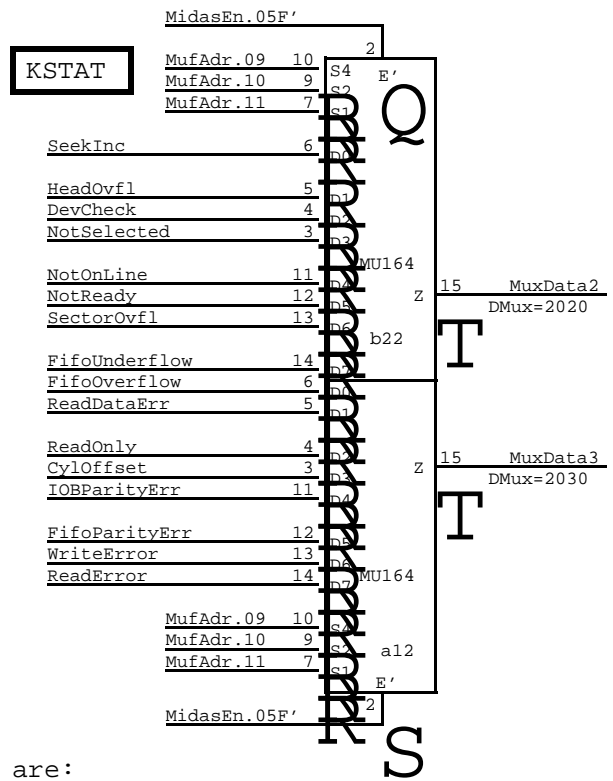 MidasEn.05F'
2
KSTAT
MufAdr.09 10 S4 E'
MufAdr.10 9 S2 Q
MufAdr.11 7 S1
SeekInc 6 D0
HeadOvfl 5 D1
DevCheck 4 D2
NotSelected 3 D3
MU164
NotOnLine 11 D4
Z 15 MuxData2
NotReady 12 D5
DMux=2020
SectorOvfl 13 D6
b22 T
FifoUnderflow 14 D7
FifoOverflow 6 D0
ReadDataErr 5 D1
ReadOnly 4 D2
Z 15 MuxData3
CylOffset 3 D3
DMux=2030
IOBParityErr 11 D4
T
FifoParityErr 12 D5
WriteError 13 D6
ReadError 14 D7 MU164
MufAdr.09 10 S4
MufAdr.10 9 S2 a12
MufAdr.11 7 S1
E'
2
MidasEn.05F'
S
are: